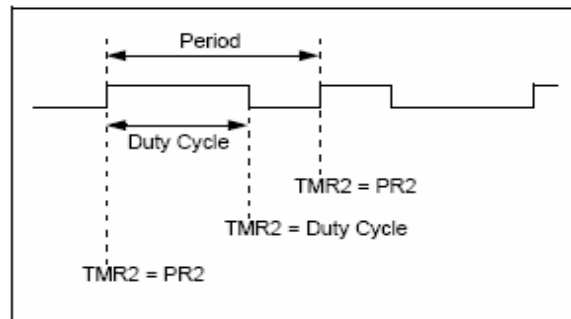 Period
Duty Cycle
TMR2 = PR2
TMR2 = Duty Cycle
TMR2 = PR2